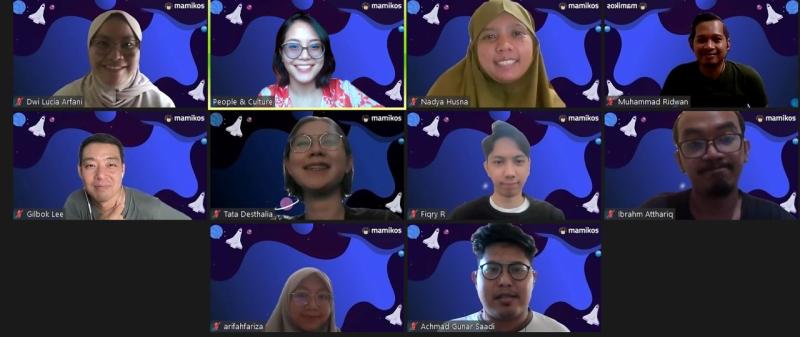 mamikos
Dwi Lucia Arfani
mamikos
People & Culture
mamikos
Nadya Husna
mamikos
Muhammad Ridwan
mamikos
Gilbok Lee
mamikos
Tata Desthalia
mamikos
Fiqry R
mamikos
Ibrahm Atthariq
mamikos
arifahfariza
mamikos
Achmad Gunar Saadi